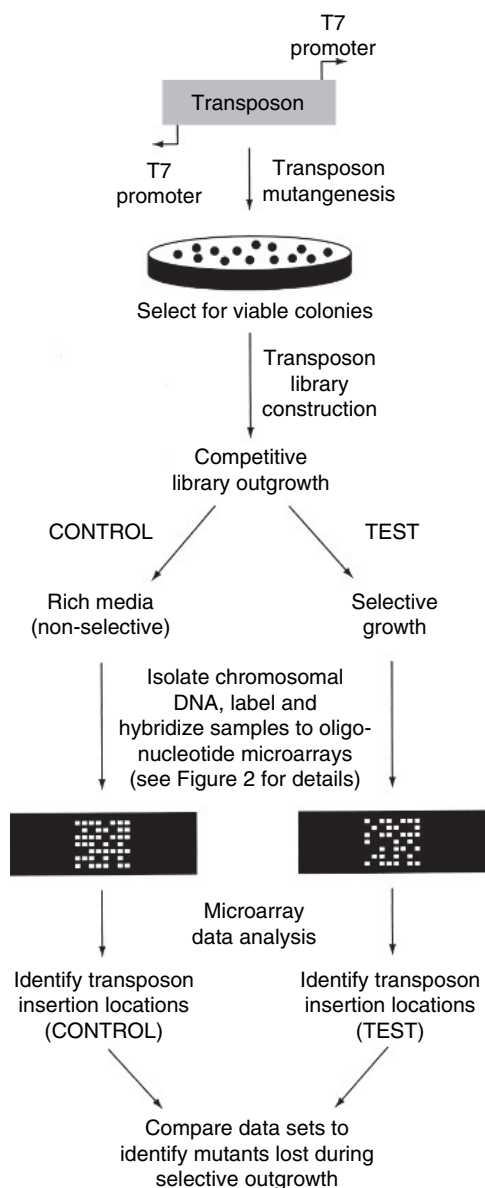 T7
promoter
Transposon
T7
promoter
Transposon
mutangenesis
Select for viable colonies
Transposon
library
construction
Competitive
library outgrowth
CONTROL
TEST
Rich media
(non-selective)
Selective
growth
Isolate chromosomal
DNA, label and
hybridize samples to oligo-
nucleotide microarrays
(see Figure 2 for details)
Microarray
data analysis
Identify transposon
insertion locations
(CONTROL)
Identify transposon
insertion locations
(TEST)
Compare data sets to
identify mutants lost during
selective outgrowth